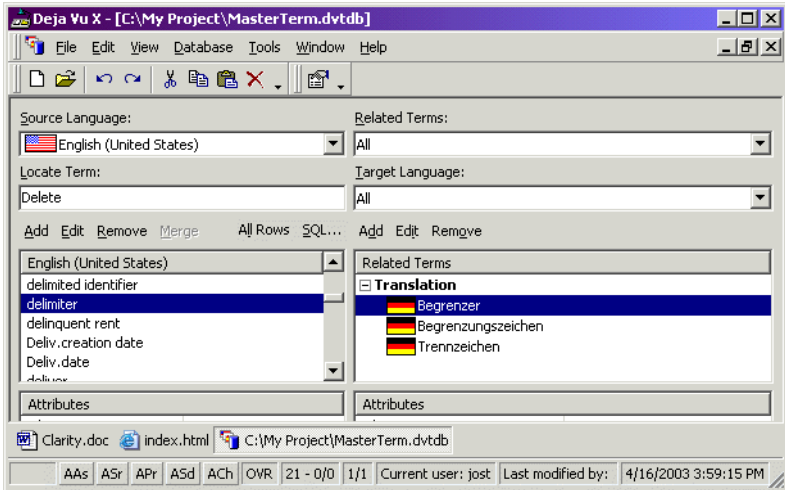 Deja Vu X - [C:\My Project\MasterTerm.dvtdb]
File Edit View Database Tools Window Help
Source Language: Related Terms:
English (United States) All
Locate Term: Target Language:
Delete All
Add Edit Remove Merge All Rows SQL... Add Edit Remove
English (United States) Related Terms
delimited identifier Translation
delimiter Begrenzer
delinquent rent Begrenzungszeichen
Deliv.creation date Trennzeichen
Deliv.date
deliver
Attributes Attributes
Clarity.doc index.html C:\My Project\MasterTerm.dvtdb
AAs ASr APr ASd ACh OVR 21 - 0/0 1/1 Current user: jost Last modified by: 4/16/2003 3:59:15 PM